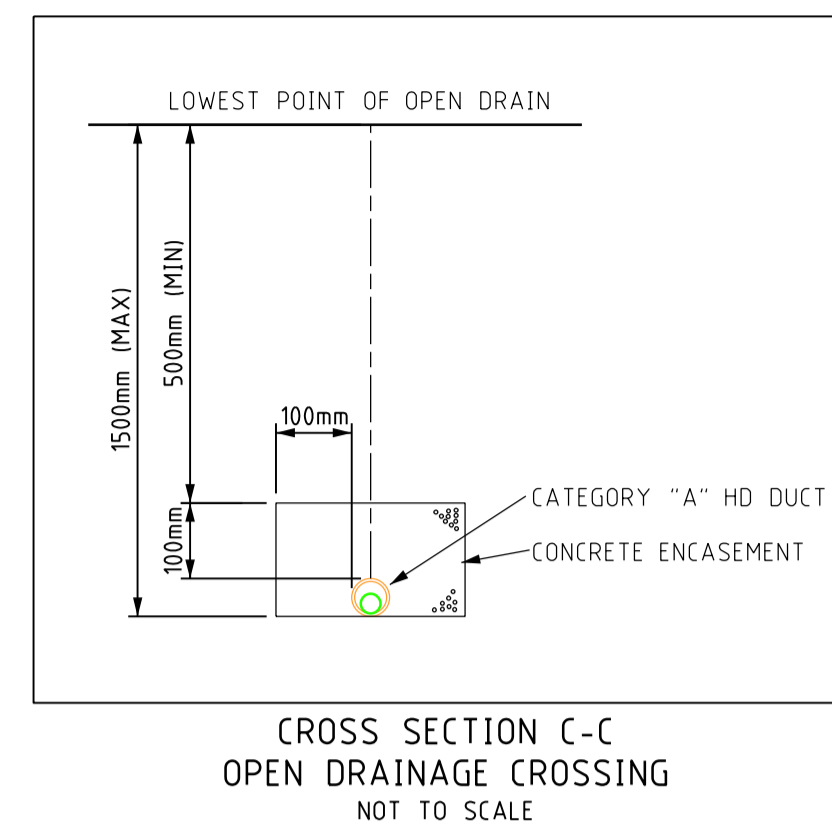 LOWEST POINT OF OPEN DRAIN
1500mm (MAX)
500mm (MIN)
100mm
100mm
CATEGORY "A" HD DUCT
CONCRETE ENCASEMENT
CROSS SECTION C-C
OPEN DRAINAGE CROSSING
NOT TO SCALE